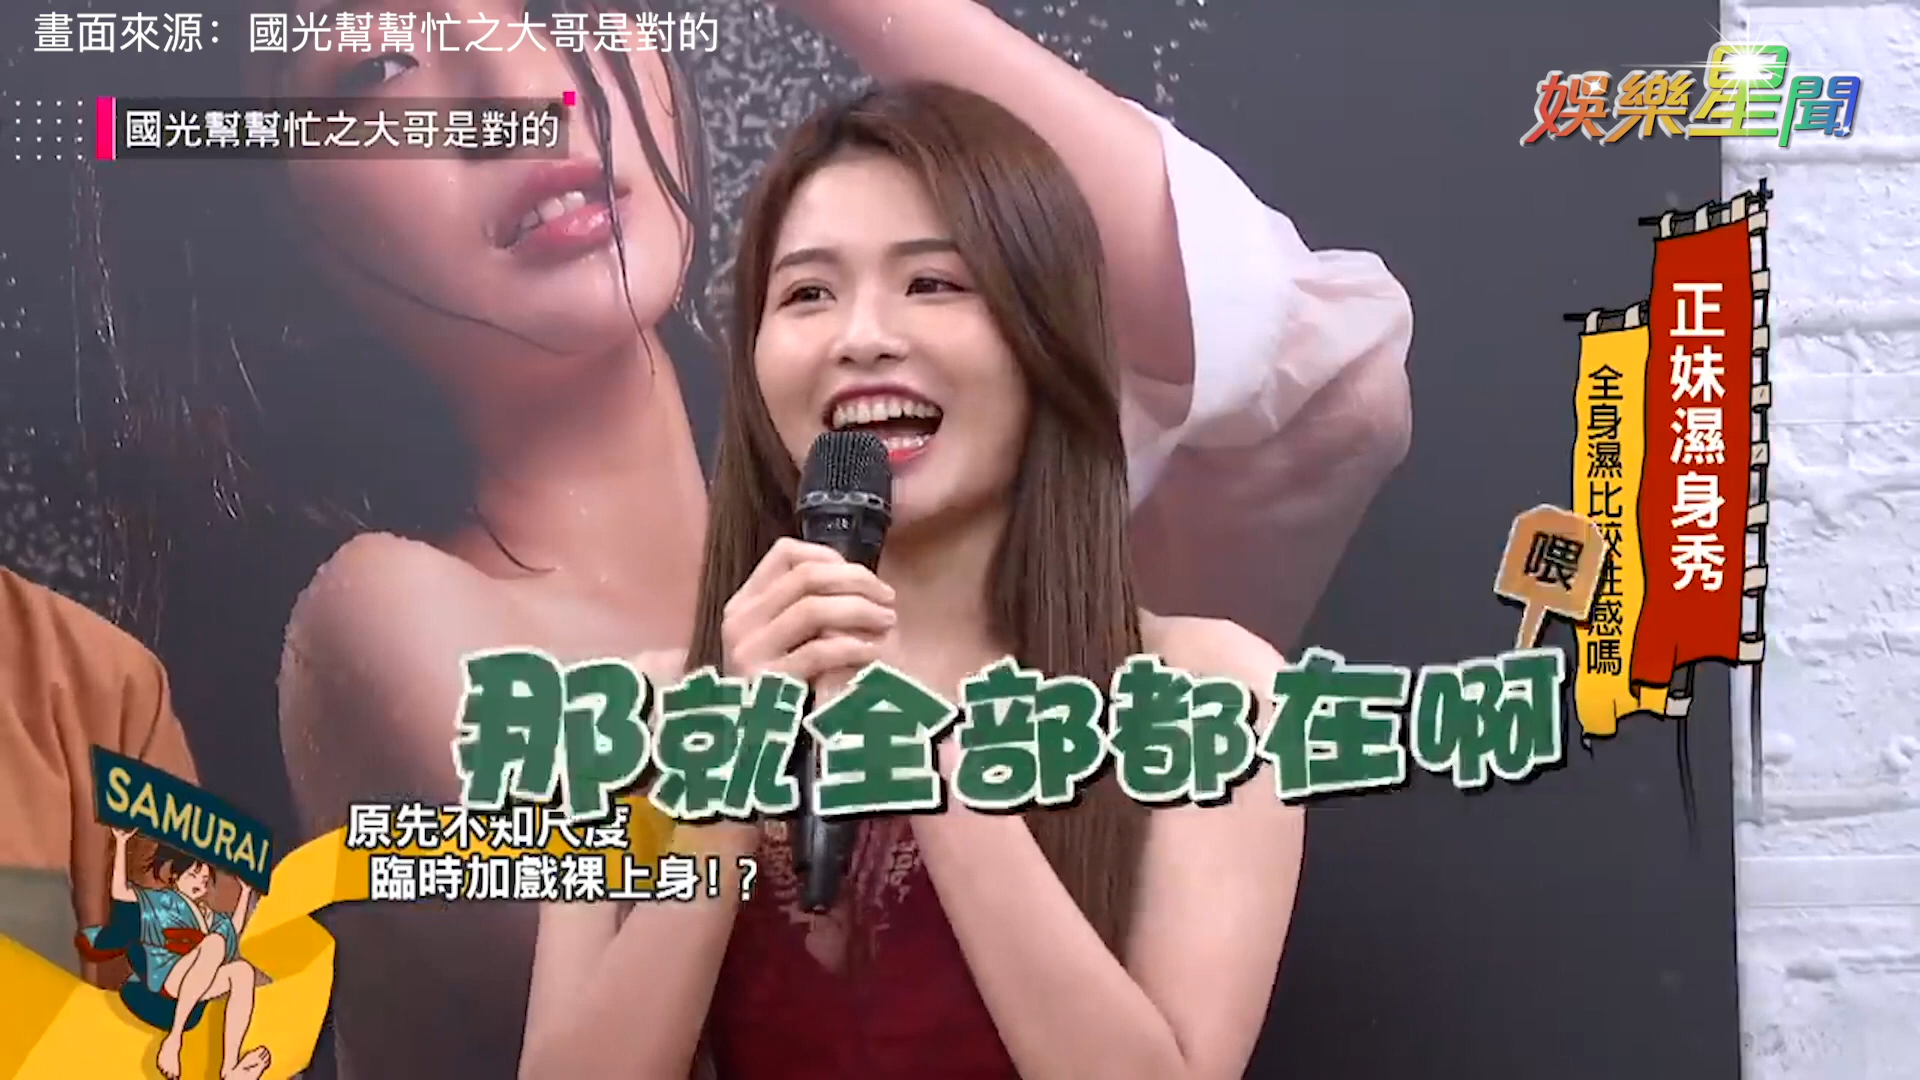 畫面來源：國光幫幫忙之大哥是對的
國光幫幫忙之大哥是對的
娛樂星聞
正妹濕身秀
全身濕比較性感嗎
喂
那就全部都在啊
SAMURAI
原先不知尺度
臨時加戲裸上身!?